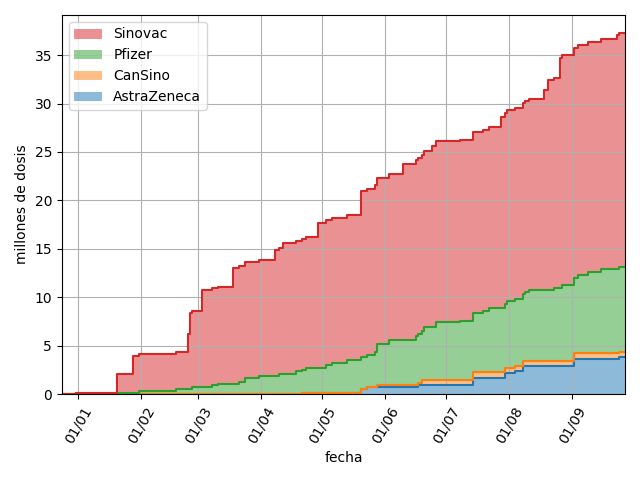 Sinovac
Pfizer
CanSino
AstraZeneca
millones de dosis
35
30
25
20
15
10
5
0
01/01
01/02
01/03
01/04
01/05
01/06
01/07
01/08
01/09
fecha